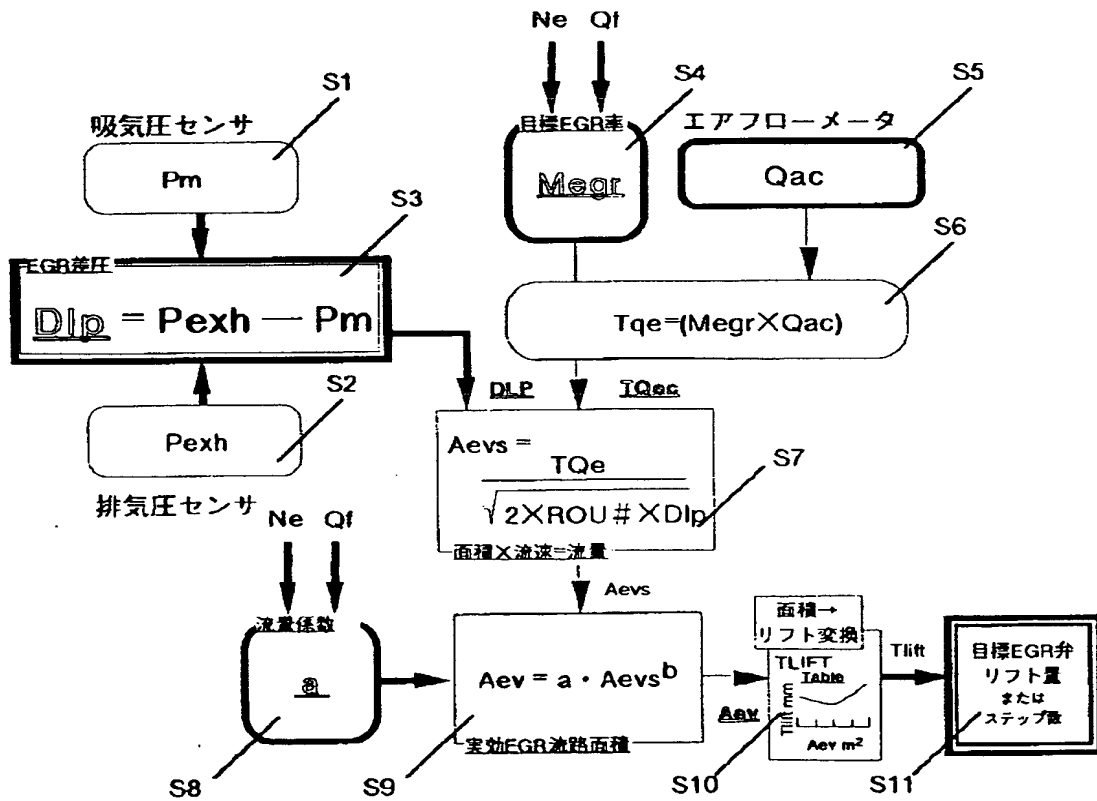 Ne Qf
S1
S4
S5
吸気圧センサ
目標EGR率
エアフローメータ
Pm
Megr
Qac
S3
S6
EGR差圧
Dlp = Pexh — Pm
Tqe=(Megr×Qac)
S2
DLP
TQec
Pexh
Aevs =
TQe
√2×ROU#×Dlp
S7
排気圧センサ
面積×流速=流量
Ne Qf
Aevs
流量係数
a
Aev = a・Aevs^b
実効EGR流路面積
面積→
リフト変換
TLIFT
Table
Tlift mm
Aev m²
Aev
Tlift
目標EGR弁
リフト量
または
ステップ数
S8
S9
S10
S11